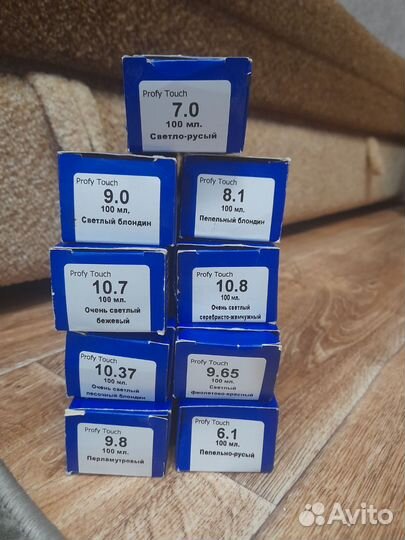 Profy Touch
7.0
100 мл.
Светло-русый
Profy Touch
9.0
100 мл.
Светлый блондин
Profy Touch
8.1
100 мл.
Пепельный блондин
Profy Touch
10.7
100 мл.
Очень светлый
бежевый
Profy Touch
10.8
100 мл.
Очень светлый
серебристо-жемчужный
Profy Touch
10.37
100 мл.
Очень светлый
песочный блондин
Profy Touch
9.65
100 мл.
Светлый
фиолетово-красный
Profy Touch
9.8
100 мл.
Перламутровый
Profy Touch
6.1
100 мл.
Пепельно-русый
Avito